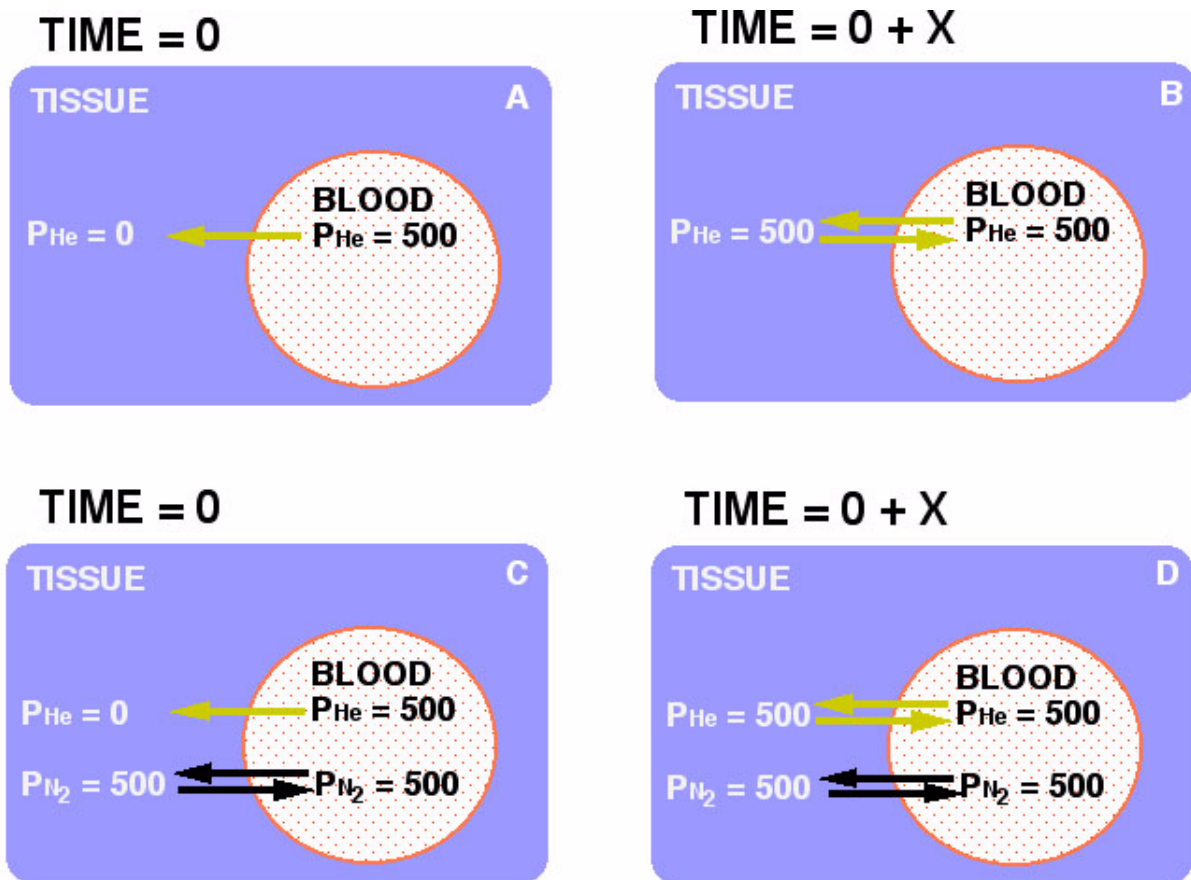 TIME = 0
TISSUE A
BLOOD
PHe = 0 PHe = 500
TIME = 0 + X
TISSUE B
BLOOD
PHe = 500 PHe = 500
TIME = 0
TISSUE C
BLOOD
PHe = 0 PHe = 500
PN2 = 500 PN2 = 500
TIME = 0 + X
TISSUE D
BLOOD
PHe = 500 PHe = 500
PN2 = 500 PN2 = 500